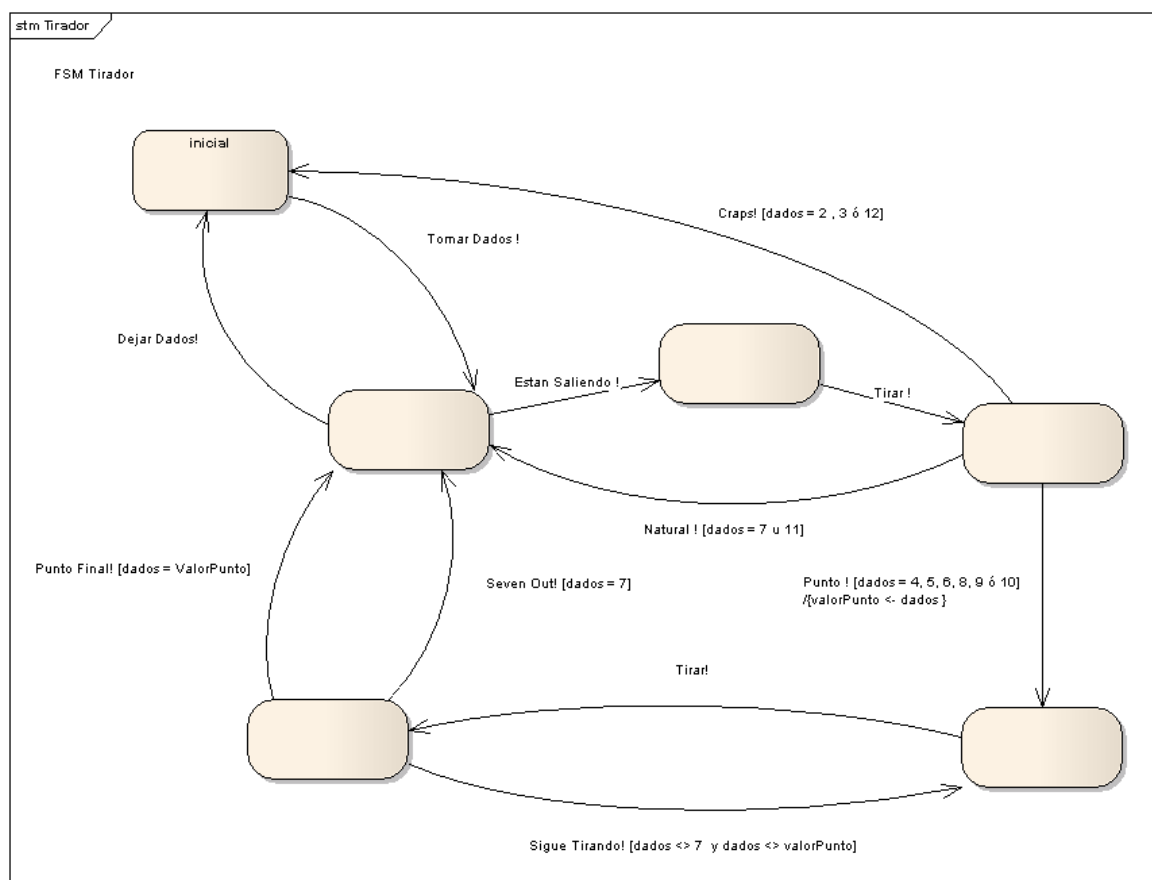 stm Tirador
FSM Tirador
inicial
Craps! [dados = 2 , 3 ó 12]
Tomar Dados !
Dejar Dados!
Estan Saliendo !
Tirar !
Natural ! [dados = 7 u 11]
Punto Final! [dados = ValorPunto]
Seven Out! [dados = 7]
Punto ! [dados = 4, 5, 6, 8, 9 ó 10]
/{valorPunto <- dados }
Tirar!
Sigue Tirando! [dados <> 7 y dados <> valorPunto]